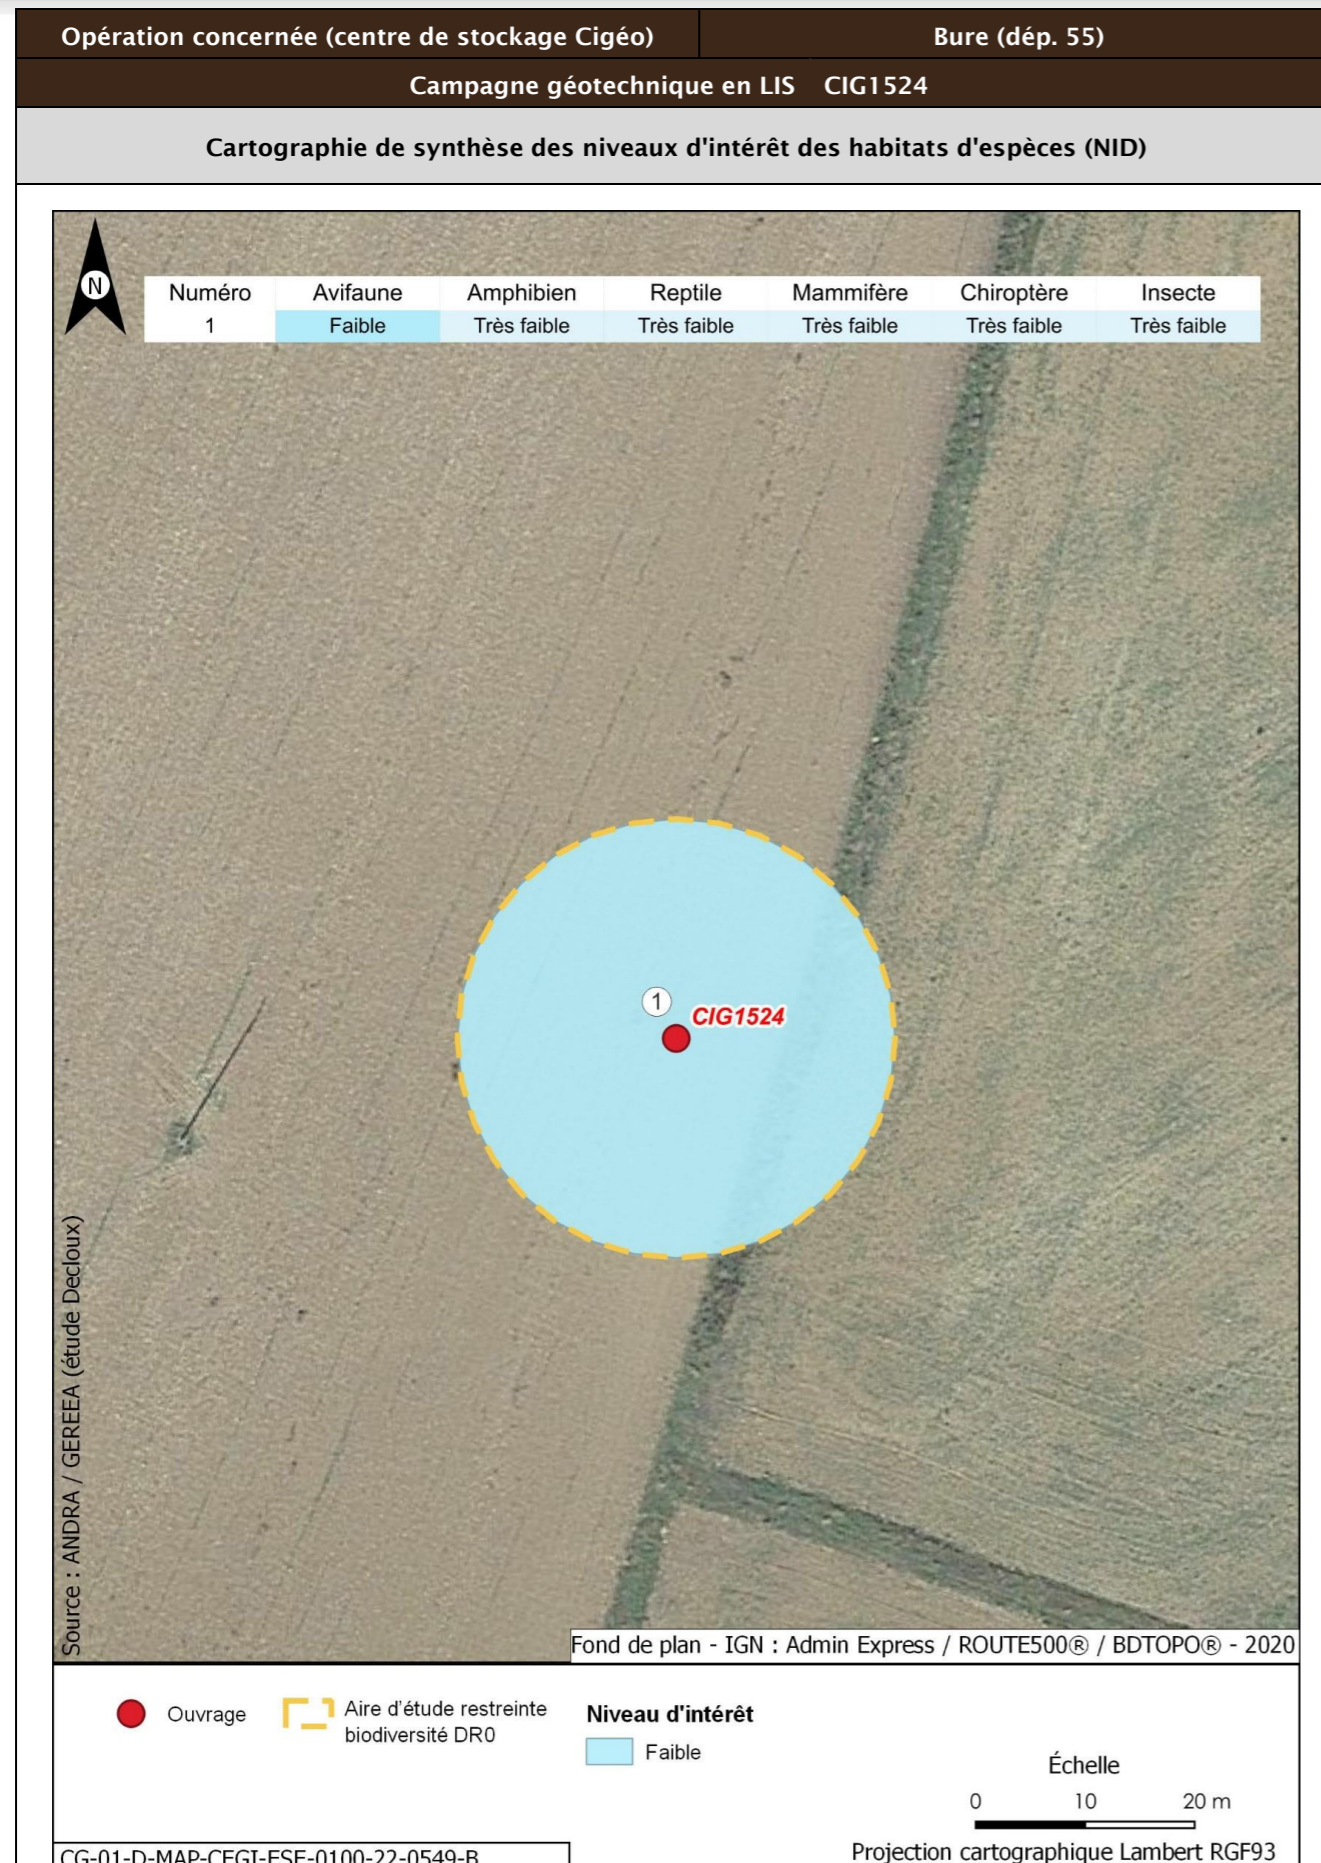 Opération concernée (centre de stockage Cigéo) Bure (dép. 55)
Campagne géotechnique en LIS CIG1524
Cartographie de synthèse des niveaux d'intérêt des habitats d'espèces (NID)
N
Numéro Avifaune Amphibien Reptile Mammifère Chiroptère Insecte
1 Faible Très faible Très faible Très faible Très faible Très faible
1
CIG1524
Source : ANDRA / GEREEA (étude Decloux)
Fond de plan - IGN : Admin Express / ROUTE500® / BDTOPO® - 2020
Ouvrage
Aire d'étude restreinte
biodiversité DR0
Niveau d'intérêt
Faible
Échelle
0 10 20 m
Projection cartographique Lambert RGF93
CG-01-D-MAP-CEGI-ESE-0100-22-0549-B